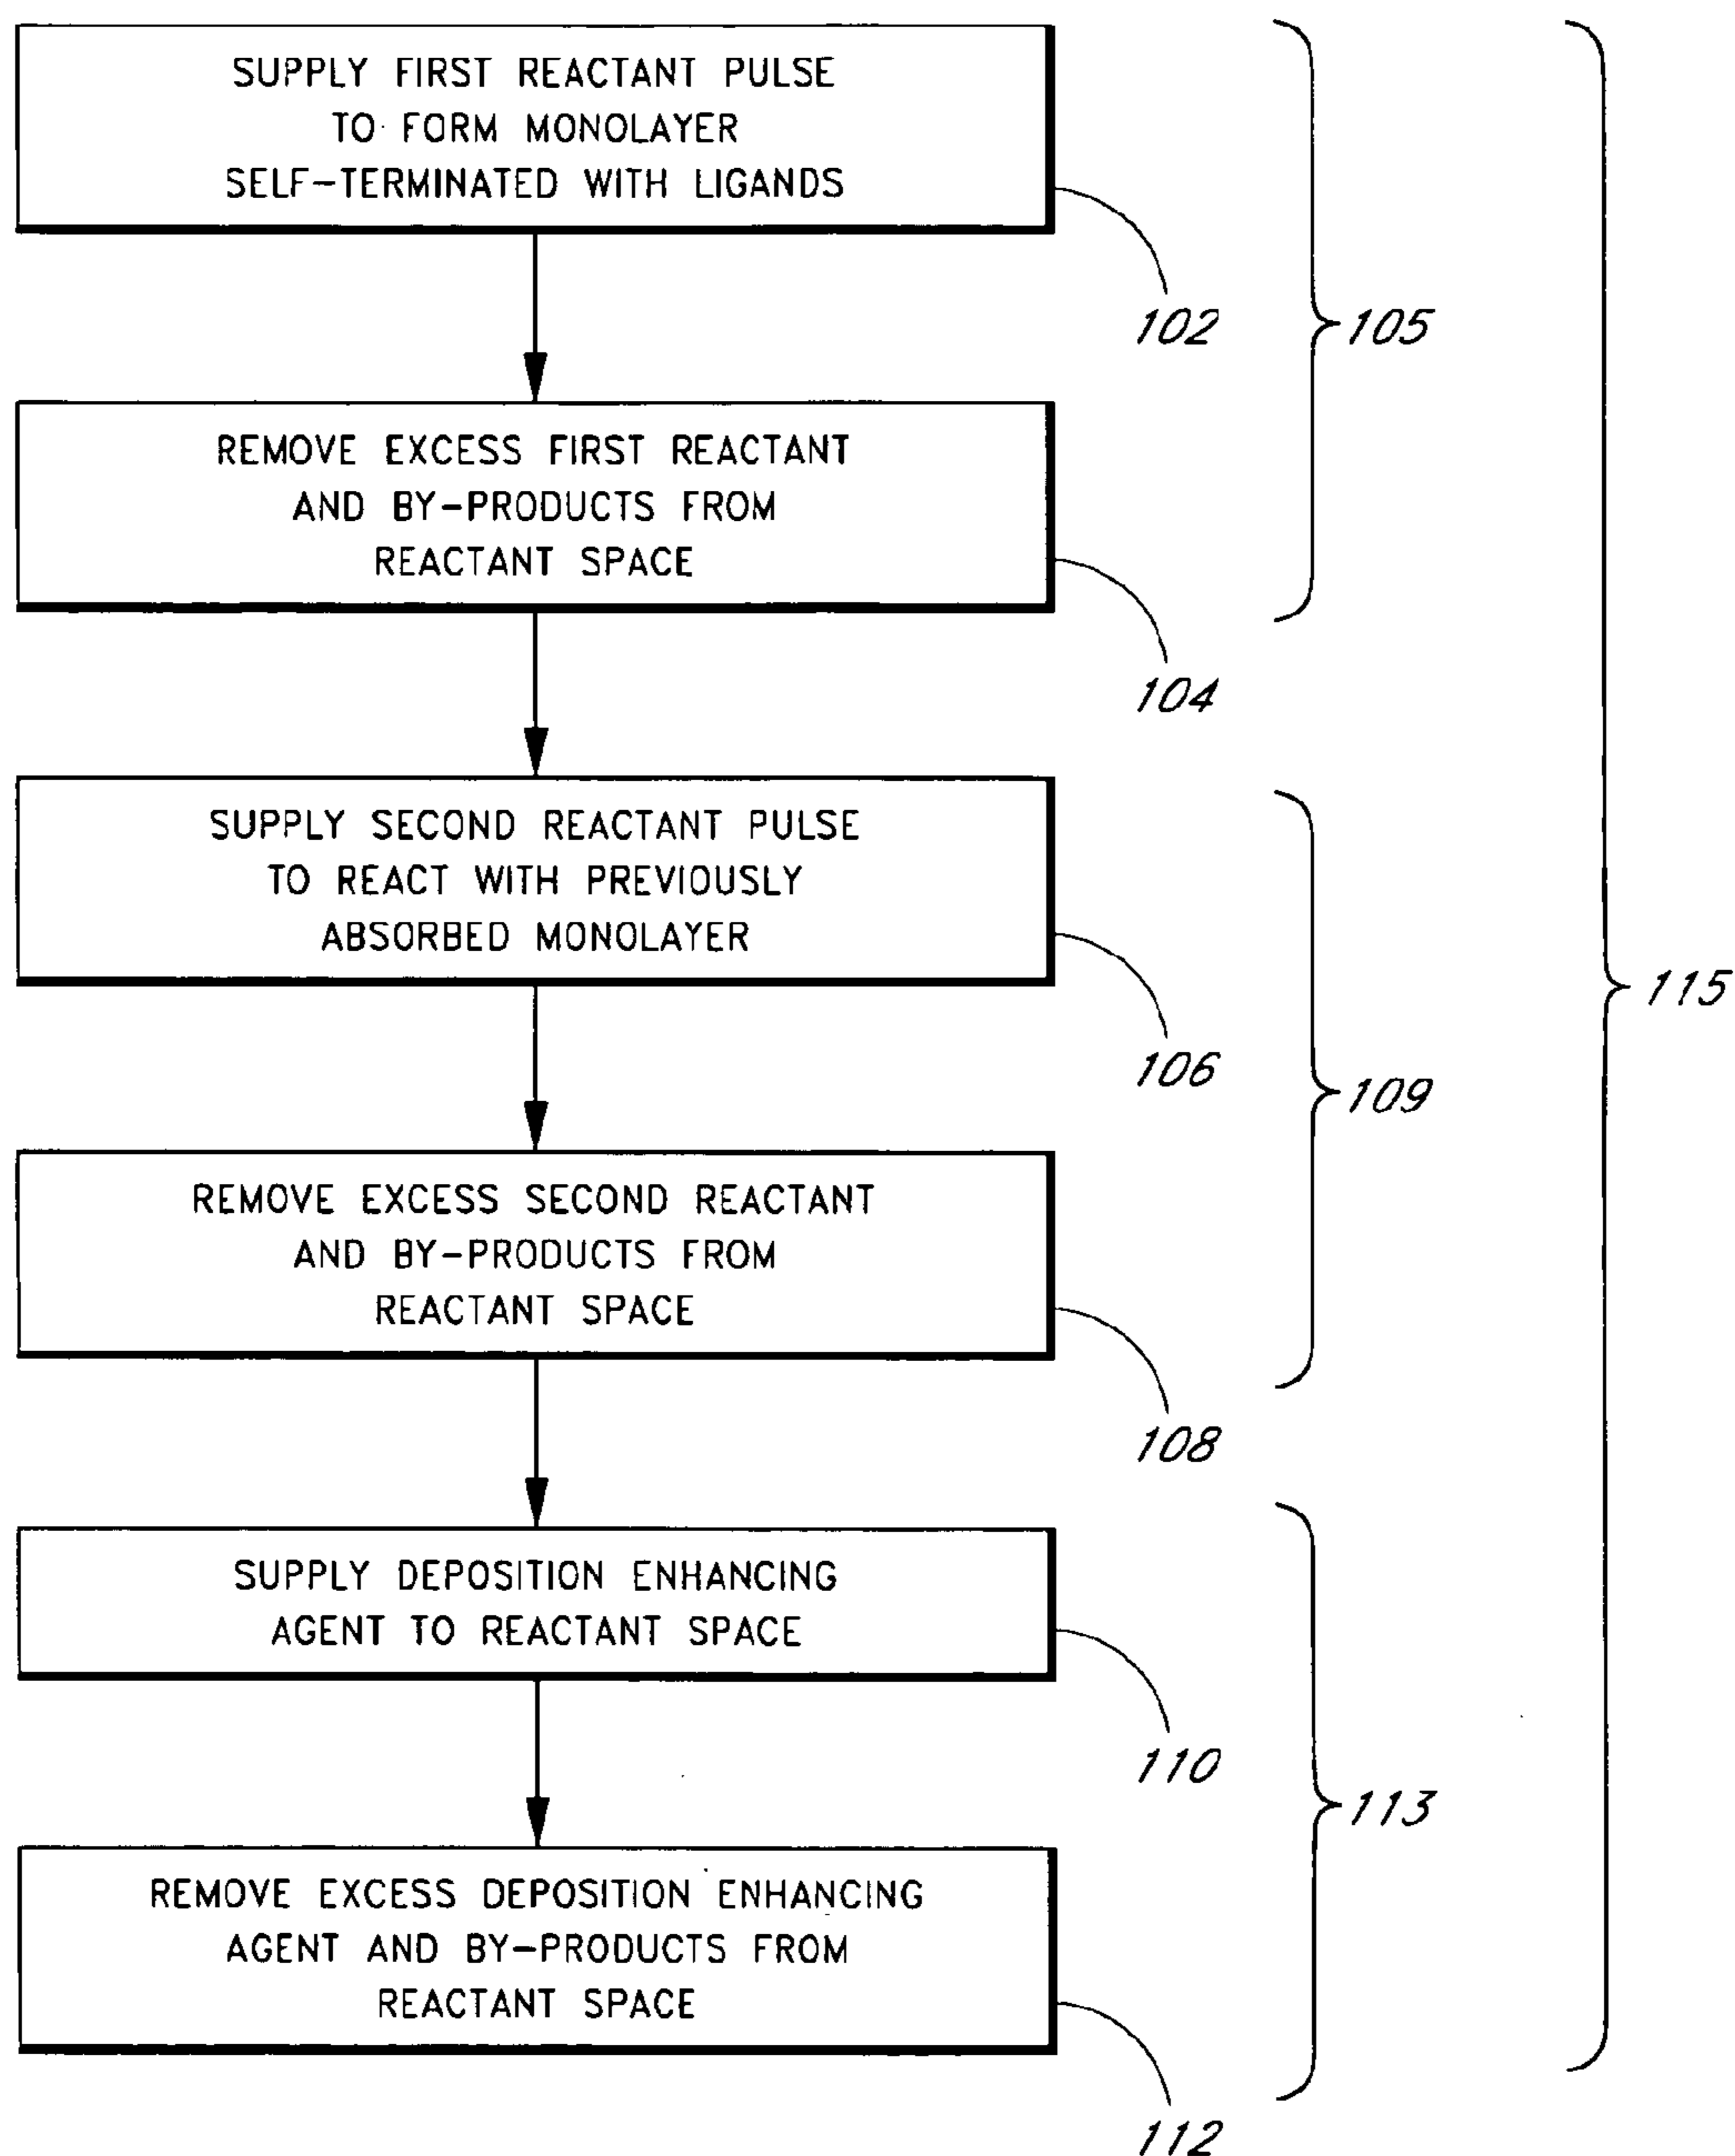 SUPPLY FIRST REACTANT PULSE
TO FORM MONOLAYER
SELF-TERMINATED WITH LIGANDS
102
105
REMOVE EXCESS FIRST REACTANT
AND BY-PRODUCTS FROM
REACTANT SPACE
104
SUPPLY SECOND REACTANT PULSE
TO REACT WITH PREVIOUSLY
ABSORBED MONOLAYER
106
109
REMOVE EXCESS SECOND REACTANT
AND BY-PRODUCTS FROM
REACTANT SPACE
108
115
SUPPLY DEPOSITION ENHANCING
AGENT TO REACTANT SPACE
110
113
REMOVE EXCESS DEPOSITION ENHANCING
AGENT AND BY-PRODUCTS FROM
REACTANT SPACE
112